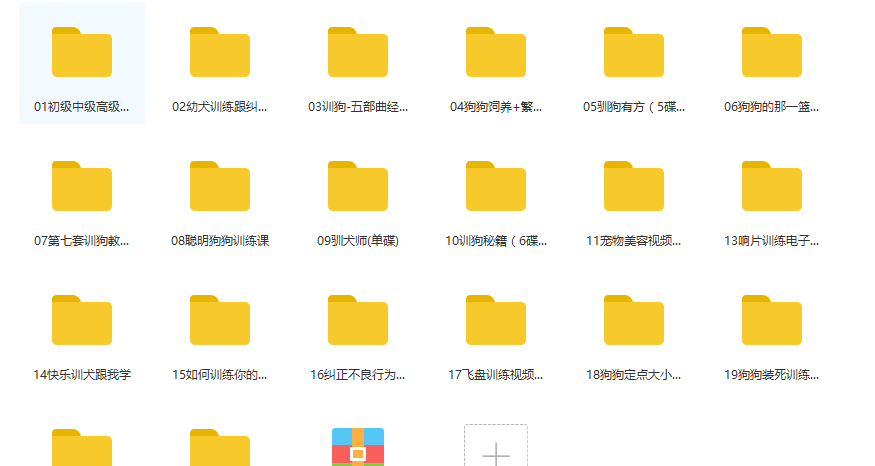 01初级中级高级...
02幼犬训练跟纠...
03训狗-五部曲经...
04狗狗饲养+繁...
05驯狗有方（5碟...
06狗狗的那一篮...
07第七套训狗教...
08聪明狗狗训练课
09驯犬师(单碟)
10训狗秘籍（6碟...
11宠物美容视频...
13响片训练电子...
14快乐训犬跟我学
15如何训练你的...
16纠正不良行为...
17飞盘训练视频...
18狗狗定点大小...
19狗狗装死训练...